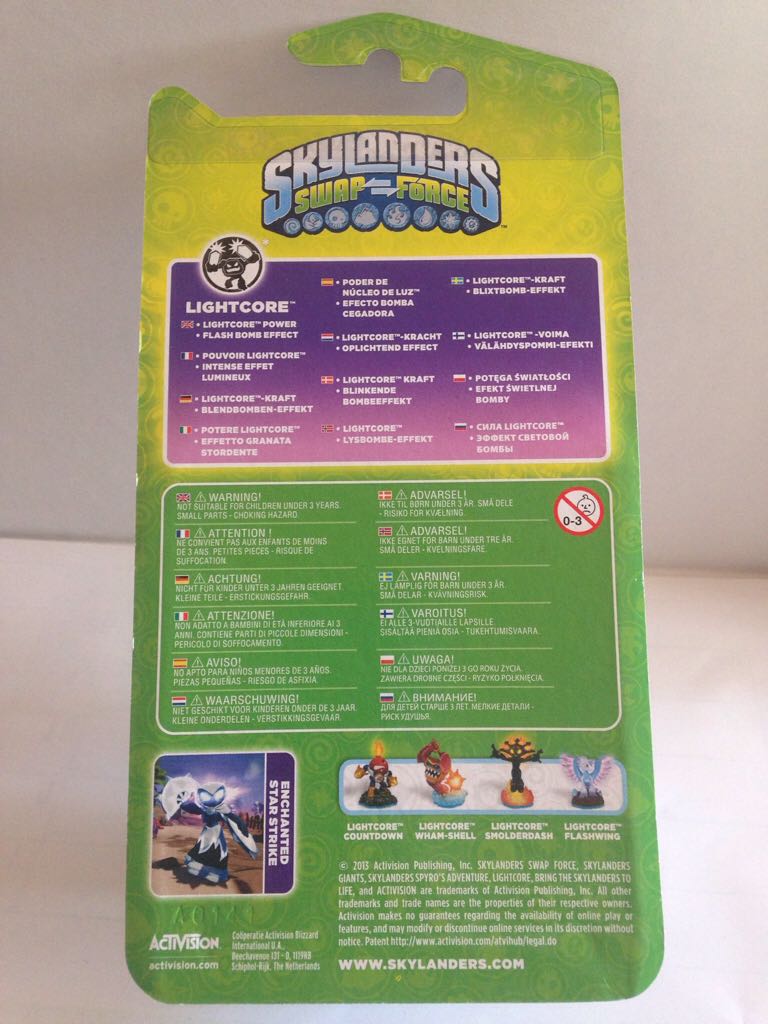 SKYLANDERS
SWAP FORCE™
LIGHTCORE™
• LIGHTCORE™ POWER
• FLASH BOMB EFFECT
• POUVOIR LIGHTCORE™
• INTENSE EFFET
LUMINEUX
• LIGHTCORE™-KRAFT
• BLENDBOMBEN-EFFEKT
• POTERE LIGHTCORE™
• EFFETTO GRANATA
STORDENTE
• PODER DE
NÚCLEO DE LUZ™
• EFECTO BOMBA
CEGADORA
• LIGHTCORE™-KRACHT
• OPLICHTEND EFFECT
• LIGHTCORE™ KRAFT
• BLINKENDE
BOMBEEFFEKT
• LIGHTCORE™
• LYSBOMBE-EFFEKT
• LIGHTCORE™-KRAFT
• BLIXTBOMB-EFFEKT
• LIGHTCORE™ -VOIMA
• VÄLÄHDYSPOMMI-EFEKTI
• POTĘGA ŚWIATŁOŚCI
• EFEKT ŚWIETLNEJ
BOMBY
• СИЛА LIGHTCORE™
• ЭФФЕКТ СВЕТОВОЙ
БОМБЫ
WARNING!
NOT SUITABLE FOR CHILDREN UNDER 3 YEARS.
SMALL PARTS - CHOKING HAZARD.
ATTENTION !
NE CONVIENT PAS AUX ENFANTS DE MOINS
DE 3 ANS. PETITES PIECES - RISQUE DE
SUFFOCATION.
ACHTUNG!
NICHT FÜR KINDER UNTER 3 JAHREN GEEIGNET.
KLEINE TEILE - ERSTICKUNGSGEFAHR.
ATTENZIONE!
NON ADATTO A BAMBINI DI ETÀ INFERIORE AI 3
ANNI. CONTIENE PARTI DI PICCOLE DIMENSIONI -
PERICOLO DI SOFFOCAMENTO.
AVISO!
NO APTO PARA NIÑOS MENORES DE 3 AÑOS.
PIEZAS PEQUEÑAS - RIESGO DE ASFIXIA.
WAARSCHUWING!
NIET GESCHIKT VOOR KINDEREN ONDER DE 3 JAAR.
KLEINE ONDERDELEN - VERSTIKKINGSGEVAAR.
ADVARSEL!
IKKE TIL BØRN UNDER 3 ÅR. SMÅ DELE
- RISIKO FOR KVÆLNING.
ADVARSEL!
IKKE EGNET FOR BARN UNDER TRE ÅR.
SMÅ DELER - KVELNINGSFARE.
VARNING!
EJ LÄMPLIG FÖR BARN UNDER 3 ÅR.
SMÅ DELAR - KVÄVNINGSRISK.
VAROITUS!
EI ALLE 3-VUOTIAILLE LAPSILLE.
SISÄLTÄÄ PIENIÄ OSIA - TUKEHTUMISVAARA.
UWAGA!
NIE DLA DZIECI PONIŻEJ 3 GO ROKU ŻYCIA.
ZAWIERA DROBNE CZĘŚCI - RYZYKO POŁKNIĘCIA.
ВНИМАНИЕ!
ДЛЯ ДЕТЕЙ СТАРШЕ 3 ЛЕТ. МЕЛКИЕ ДЕТАЛИ -
РИСК УДУШЬЯ.
0-3
ENCHANTED
STAR STRIKE
LIGHTCORE™
COUNTDOWN
LIGHTCORE™
WHAM-SHELL
LIGHTCORE™
SMOLDERDASH
LIGHTCORE™
FLASHWING
© 2013 Activision Publishing, Inc. SKYLANDERS SWAP FORCE, SKYLANDERS
GIANTS, SKYLANDERS SPYRO'S ADVENTURE, LIGHTCORE, BRING THE SKYLANDERS TO
LIFE, and ACTIVISION are trademarks of Activision Publishing, Inc. All other
trademarks and trade names are the properties of their respective owners.
Activision makes no guarantees regarding the availability of online play or
features, and may modify or discontinue online services in its discretion without
notice. Patent http://www.activision.com/atvihub/legal.do
WWW.SKYLANDERS.COM
ACTIVISION
activision.com
Coöperatie Activision Blizzard
International U.A.,
Beechavenue 131 - D, 1119NB
Schiphol-Rijk, The Netherlands